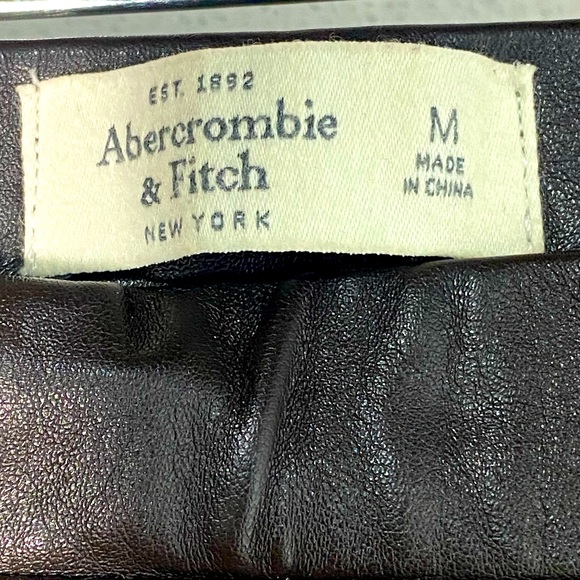 EST. 1892
Abercrombie
& Fitch
NEW YORK
M
MADE
IN CHINA